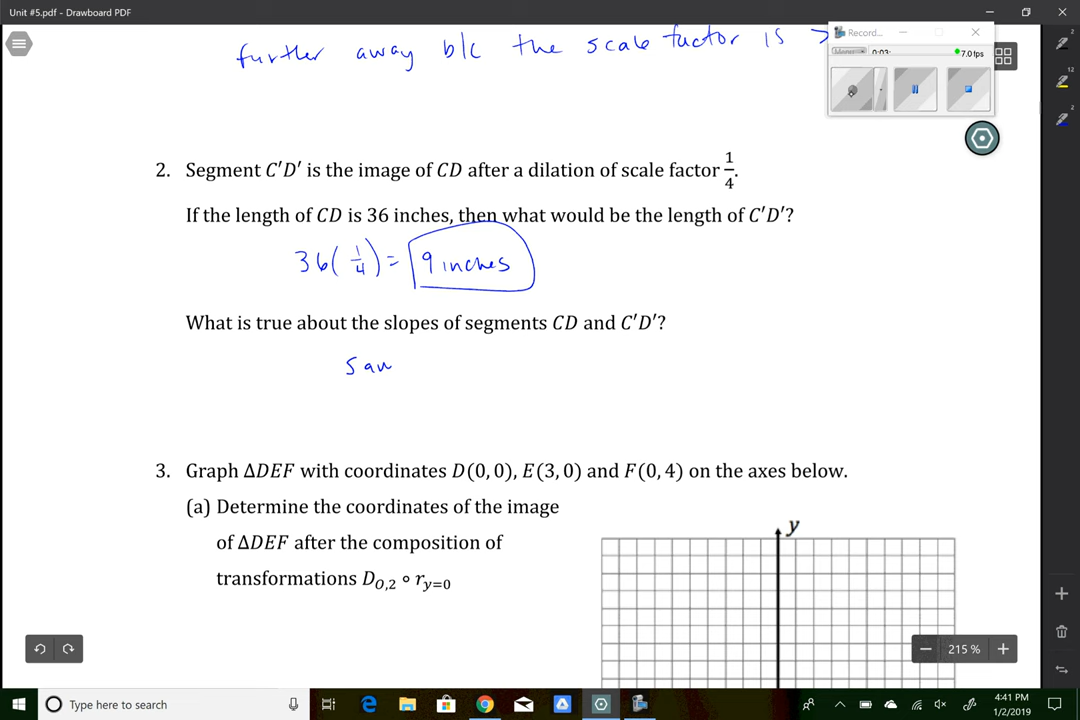 Unit #5.pdf - Drawboard PDF
further away b/c the scale factor is >
Record...
0:03:
7.0 fps
2
12
2
2. Segment C'D' is the image of CD after a dilation of scale factor 1/4.
If the length of CD is 36 inches, then what would be the length of C'D'?
36(1/4) = 9 inches
What is true about the slopes of segments CD and C'D'?
Sam
3. Graph ΔDEF with coordinates D(0,0), E(3,0) and F(0,4) on the axes below.
(a) Determine the coordinates of the image
of ΔDEF after the composition of
transformations D_{O,2} ∘ r_{y=0}
y
215 %
Type here to search
4:41 PM
1/2/2019